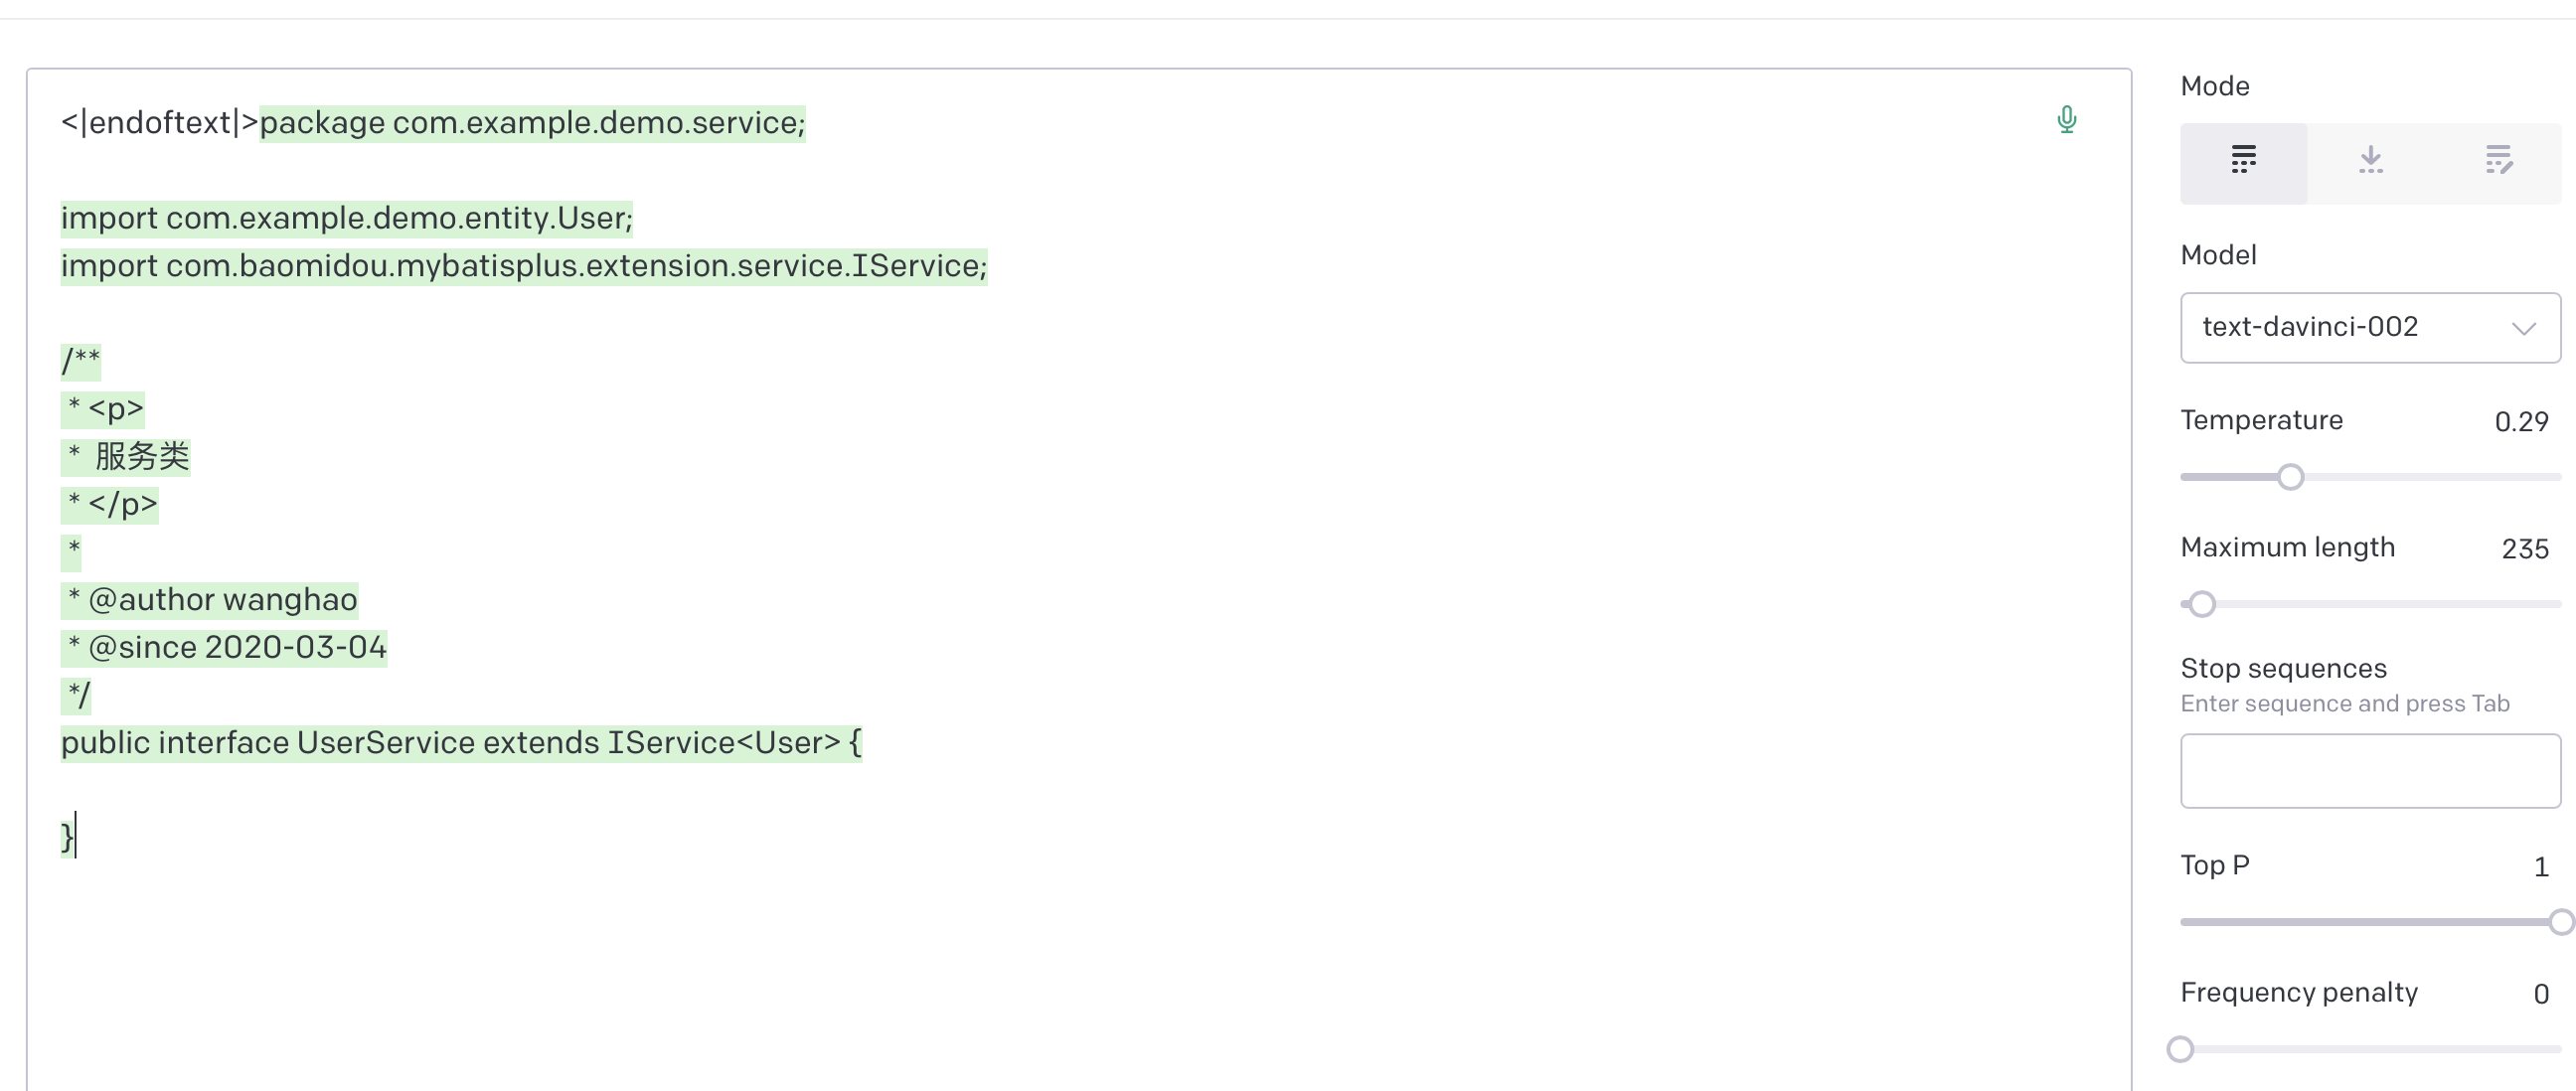 <|endoftext|>package com.example.demo.service;
import com.example.demo.entity.User;
import com.baomidou.mybatisplus.extension.service.IService;
/**
* <p>
* 服务类
* </p>
*
* @author wanghao
* @since 2020-03-04
*/
public interface UserService extends IService<User> {
}
Mode
Model
text-davinci-002
Temperature 0.29
Maximum length 235
Stop sequences
Enter sequence and press Tab
Top P 1
Frequency penalty 0